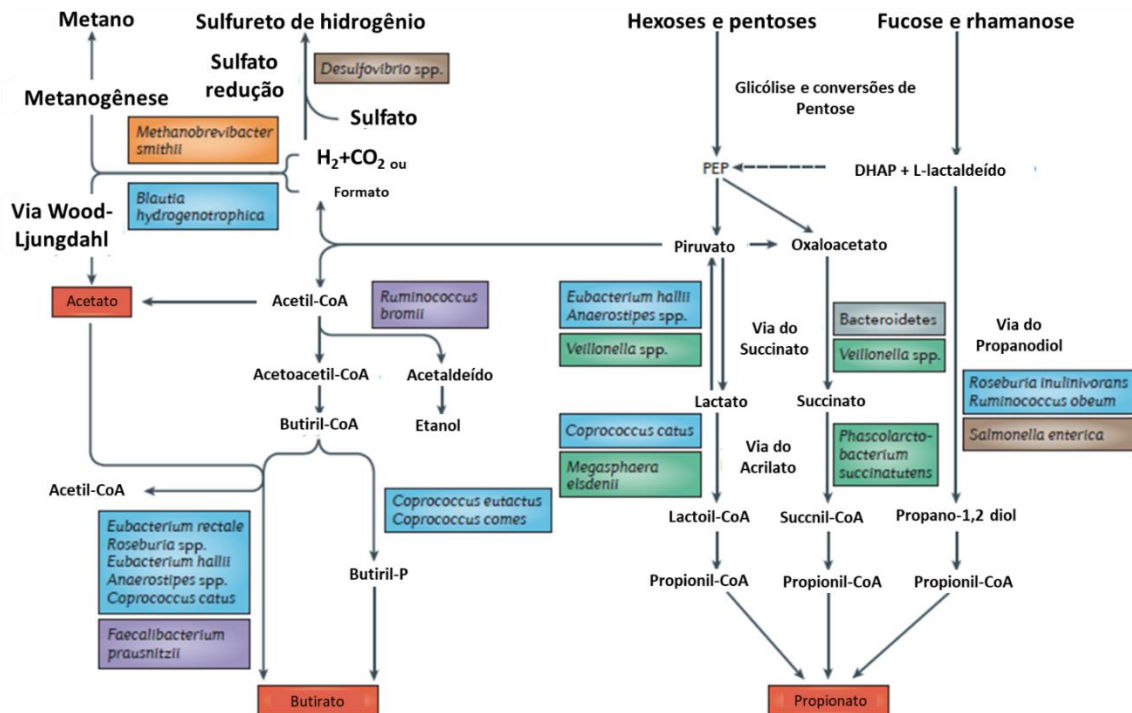 Metano
Sulfureto de hidrogênio
Hexoses e pentoses
Fucose e rhamanose
Sulfato
redução
Desulfovibrio spp.
Metanogênese
Sulfato
Glicólise e conversões de
Pentose
Methanobrevibacter
smithii
H2+CO2 ou
Formato
PEP
DHAP + L-lactaldeído
Blautia
hydrogenotrophica
Via Wood-
Ljungdahl
Piruvato
Oxaloacetato
Acetato
Acetil-CoA
Ruminococcus
bromii
Eubacterium hallii
Anaerostipes spp.
Veillonella spp.
Via do
Succinato
Bacteroidetes
Veillonella spp.
Via do
Propanodiol
Acetoacetil-CoA
Acetaldeído
Lactato
Succinato
Roseburia inulinivorans
Ruminococcus obeum
Butiril-CoA
Etanol
Coprococcus catus
Megasphaera
elsdenii
Via do
Acrilato
Phascolarcto-
bacterium
succinatutens
Salmonella enterica
Acetil-CoA
Coprococcus eutactus
Coprococcus comes
Lactoil-CoA
Succnil-CoA
Propano-1,2 diol
Eubacterium rectale
Roseburia spp.
Eubacterium hallii
Anaerostipes spp.
Coprococcus catus
Butiril-P
Propionil-CoA
Propionil-CoA
Propionil-CoA
Faecalibacterium
prausnitzii
Butirato
Propionato